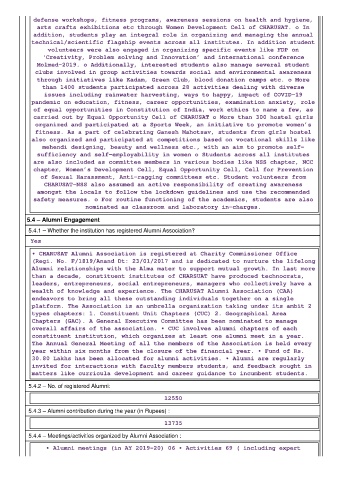 defense workshops, fitness programs, awareness sessions on health and hygiene,
arts crafts exhibitions etc through Women Development Cell of CHARUSAT. o In
addition, students play an integral role in organizing and managing the annual
technical/scientific flagship events across all institutes. In addition student
volunteers were also engaged in organizing specific events like FDP on
'Creativity, Problem solving and Innovation' and international conference
HoiMed-2019. o Additionally, interested students also manage several student
clubs involved in group activities towards social and environmental awareness
through initiatives like Kadam, Green Club, blood donation camps etc. o More
than 1400 students participated across 28 activities dealing with diverse
issues including rainwater harvesting, ways to happy, impact of COVID-19
pandemic on education, fitness, career opportunities, examination anxiety, role
of equal opportunities in Constitution of India, work ethics to name a few, as
carried out by Equal Opportunity Cell of CHARUSAT o More than 300 hostel girls
organized and participated at a Sports Week, an initiative to promote women's
fitness. As a part of celebrating Ganesh Mahotsav, students from girls hostel
also organised and participated at competitions based on vocational skills like
mehendi designing, beauty and wellness etc., with an aim to promote self-
sufficiency and self-employability in women o Students across all institutes
are also included as committee members in various bodies like NSS chapter, NCC
chapter, Women's Development Cell, Equal Opportunity Cell, Cell for Prevention
of Sexual Harassment, Anti-ragging committees etc. Student volunteers from
CHARUSAT-NSS also assumed an active responsibility of creating awareness
amongst the locals to follow the lockdown guidelines and use the recommended
safety measures. o For routine functioning of the academics, students are also
nominated as classroom and laboratory in-charges.
5.4 – Alumni Engagement
5.4.1 – Whether the institution has registered Alumni Association?
Yes
• CHARUSAT Alumni Association is registered at Charity Commissioner Office
(Regi. No. F/1819/Anand Dt: 23/01/2017 and is dedicated to nurture the lifelong
Alumni relationships with the Alma mater to support mutual growth. In last more
than a decade, constituent institutes of CHARUSAT have produced technocrats,
leaders, entrepreneurs, social entrepreneurs, managers who collectively have a
wealth of knowledge and experience. The CHARUSAT Alumni Association (CAA)
endeavors to bring all these outstanding individuals together on a single
platform. The Association is an umbrella organization taking under its ambit 2
types chapters: 1. Constituent Unit Chapters (CUC) 2. Geographical Area
Chapters (GAC). A General Executive Committee has been nominated to manage
overall affairs of the association. • CUC involves alumni chapters of each
constituent institution, which organizes at least one alumni meet in a year.
The Annual General Meeting of all the members of the Association is held every
year within six months from the closure of the financial year. • Fund of Rs.
30.80 Lakhs has been allocated for alumni activities. • Alumni are regularly
invited for interactions with faculty members students, and feedback sought in
matters like curricula development and career guidance to incumbent students.
5.4.2 – No. of registered Alumni:
12550
5.4.3 – Alumni contribution during the year (in Rupees) :
13735
5.4.4 – Meetings/activities organized by Alumni Association :
• Alumni meetings (in AY 2019-20) 06 • Activities 69 ( including expert